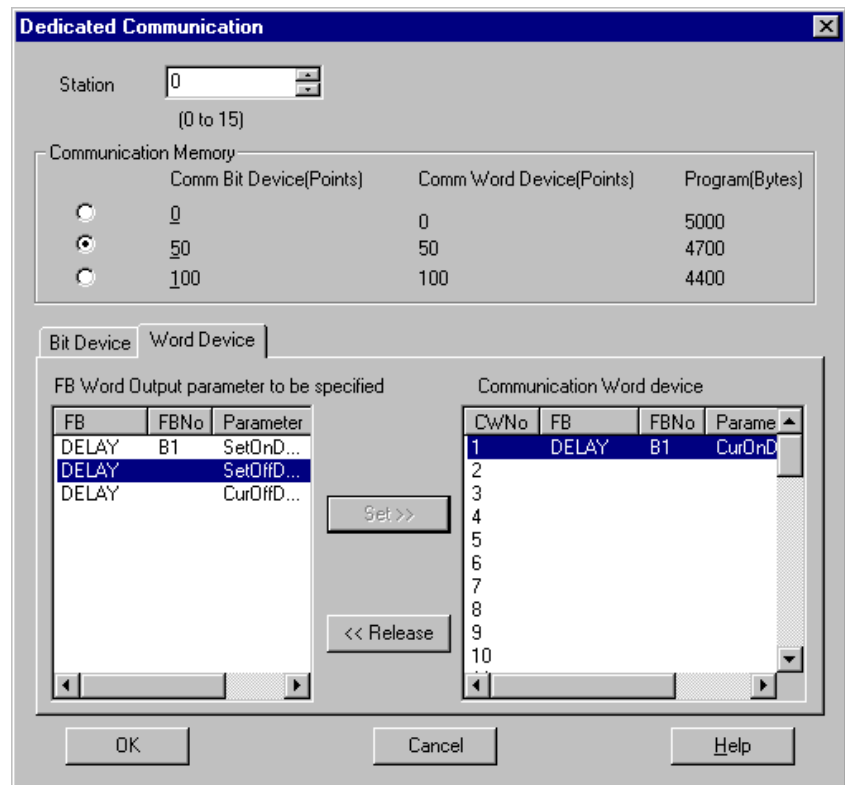 Dedicated Communication
Station 0
(0 to 15)
Communication Memory
Comm Bit Device(Points) Comm Word Device(Points) Program(Bytes)
0 0 5000
50 50 4700
100 100 4400
Bit Device Word Device
FB Word Output parameter to be specified
FB FBNo Parameter
DELAY B1 SetOnD...
DELAY SetOffD...
DELAY CurOffD...
Set >>
<< Release
Communication Word device
CWNo FB FBNo Parame
1 DELAY B1 CurOnD
2
3
4
5
6
7
8
9
10
OK Cancel Help